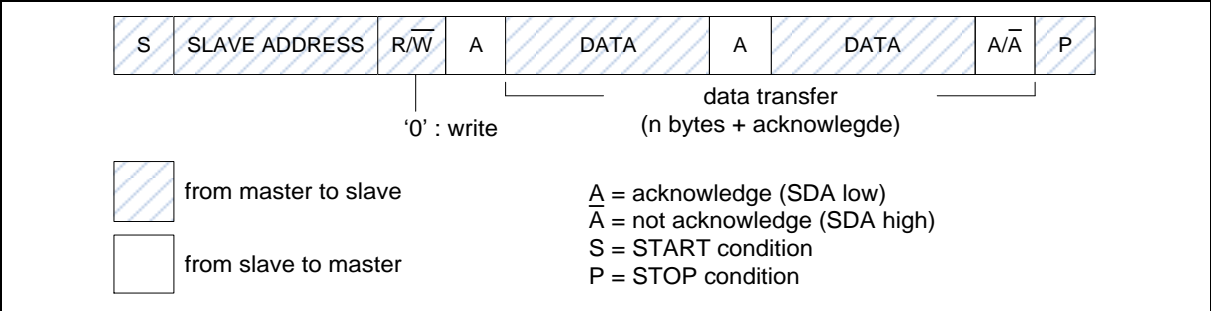 S SLAVE ADDRESS R/W̅ A DATA A DATA A/A̅ P
data transfer
'0' : write (n bytes + acknowlegde)
from master to slave
A = acknowledge (SDA low)
A̅ = not acknowledge (SDA high)
S = START condition
from slave to master
P = STOP condition